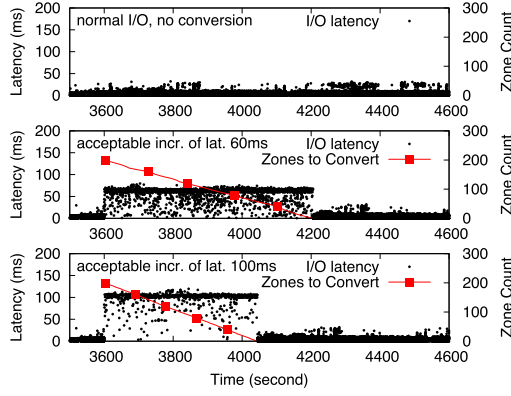 normal I/O, no conversion
I/O latency
Latency (ms)
200
150
100
50
0
Zone Count
300
200
100
0
3600 3800 4000 4200 4400 4600
acceptable incr. of lat. 60ms
I/O latency
Zones to Convert
Latency (ms)
200
150
100
50
0
Zone Count
300
200
100
0
3600 3800 4000 4200 4400 4600
acceptable incr. of lat. 100ms
I/O latency
Zones to Convert
Latency (ms)
200
150
100
50
0
Zone Count
300
200
100
0
3600 3800 4000 4200 4400 4600
Time (second)